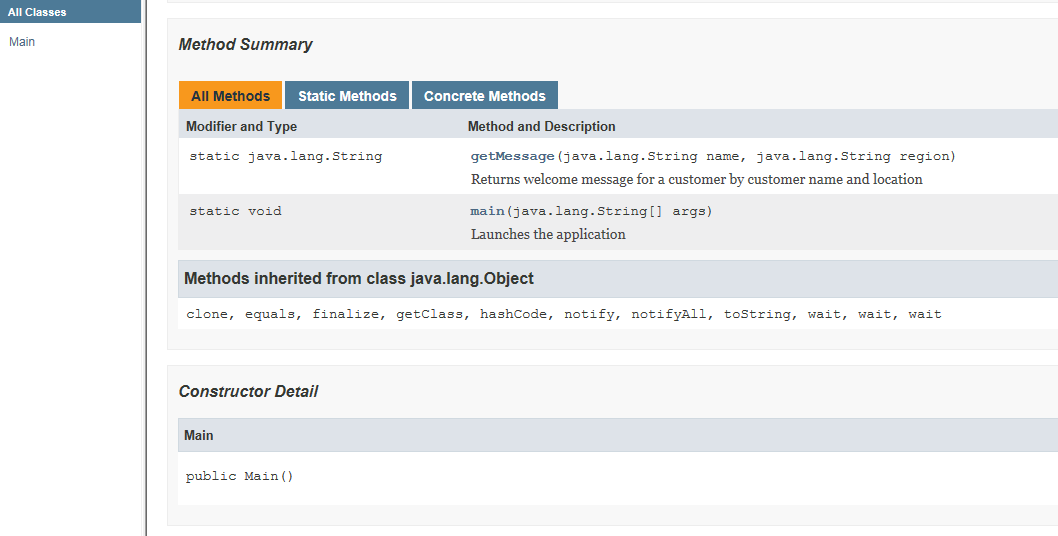 All Classes
Main
Method Summary
All Methods Static Methods Concrete Methods
Modifier and Type Method and Description
static java.lang.String getMessage(java.lang.String name, java.lang.String region)
Returns welcome message for a customer by customer name and location
static void main(java.lang.String[] args)
Launches the application
Methods inherited from class java.lang.Object
clone, equals, finalize, getClass, hashCode, notify, notifyAll, toString, wait, wait, wait
Constructor Detail
Main
public Main()